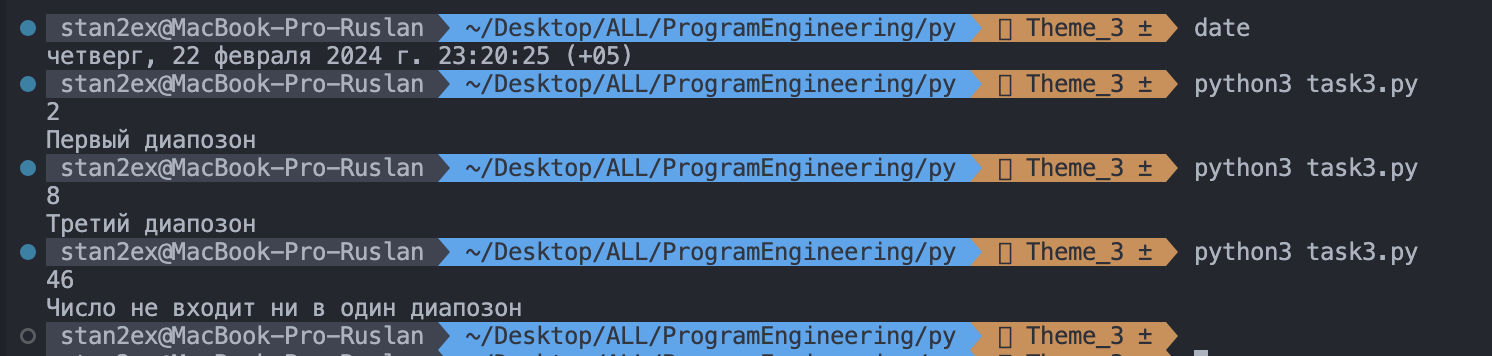 stan2ex@MacBook-Pro-Ruslan ~/Desktop/ALL/ProgramEngineering/py Theme_3 ± date
четверг, 22 февраля 2024 г. 23:20:25 (+05)
stan2ex@MacBook-Pro-Ruslan ~/Desktop/ALL/ProgramEngineering/py Theme_3 ± python3 task3.py
2
Первый диапозон
stan2ex@MacBook-Pro-Ruslan ~/Desktop/ALL/ProgramEngineering/py Theme_3 ± python3 task3.py
8
Третий диапозон
stan2ex@MacBook-Pro-Ruslan ~/Desktop/ALL/ProgramEngineering/py Theme_3 ± python3 task3.py
46
Число не входит ни в один диапозон
stan2ex@MacBook-Pro-Ruslan ~/Desktop/ALL/ProgramEngineering/py Theme_3 ±